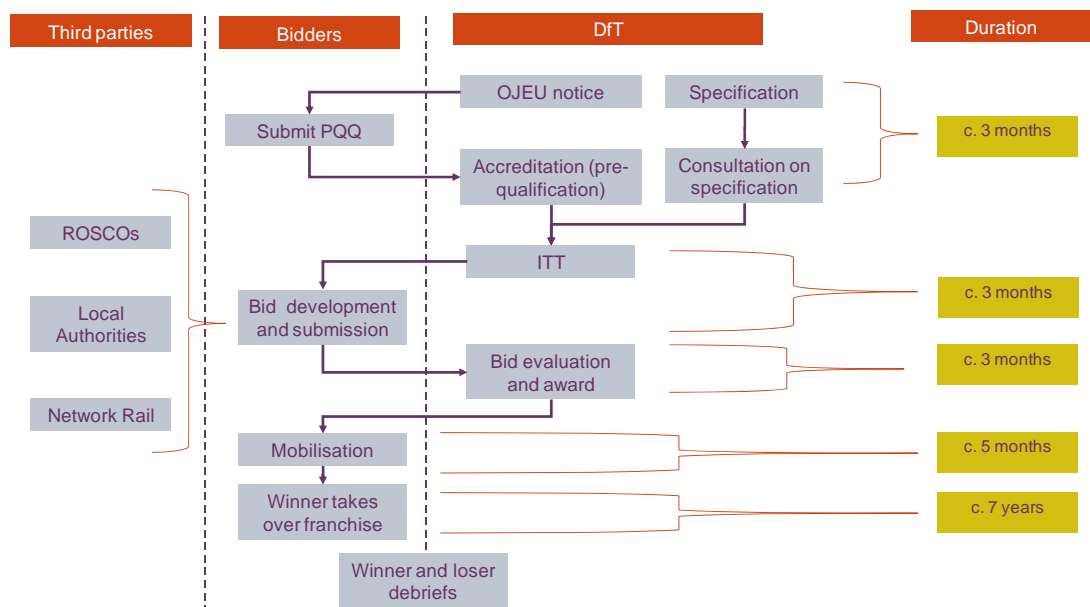 Third parties
Bidders
DfT
Duration
OJEU notice
Specification
Submit PQQ
c. 3 months
Accreditation (pre-
qualification)
Consultation on
specification
ROSCOs
ITT
Local
Authorities
Bid development
and submission
c. 3 months
Bid evaluation
and award
c. 3 months
Network Rail
Mobilisation
c. 5 months
Winner takes
over franchise
c. 7 years
Winner and loser
debriefs